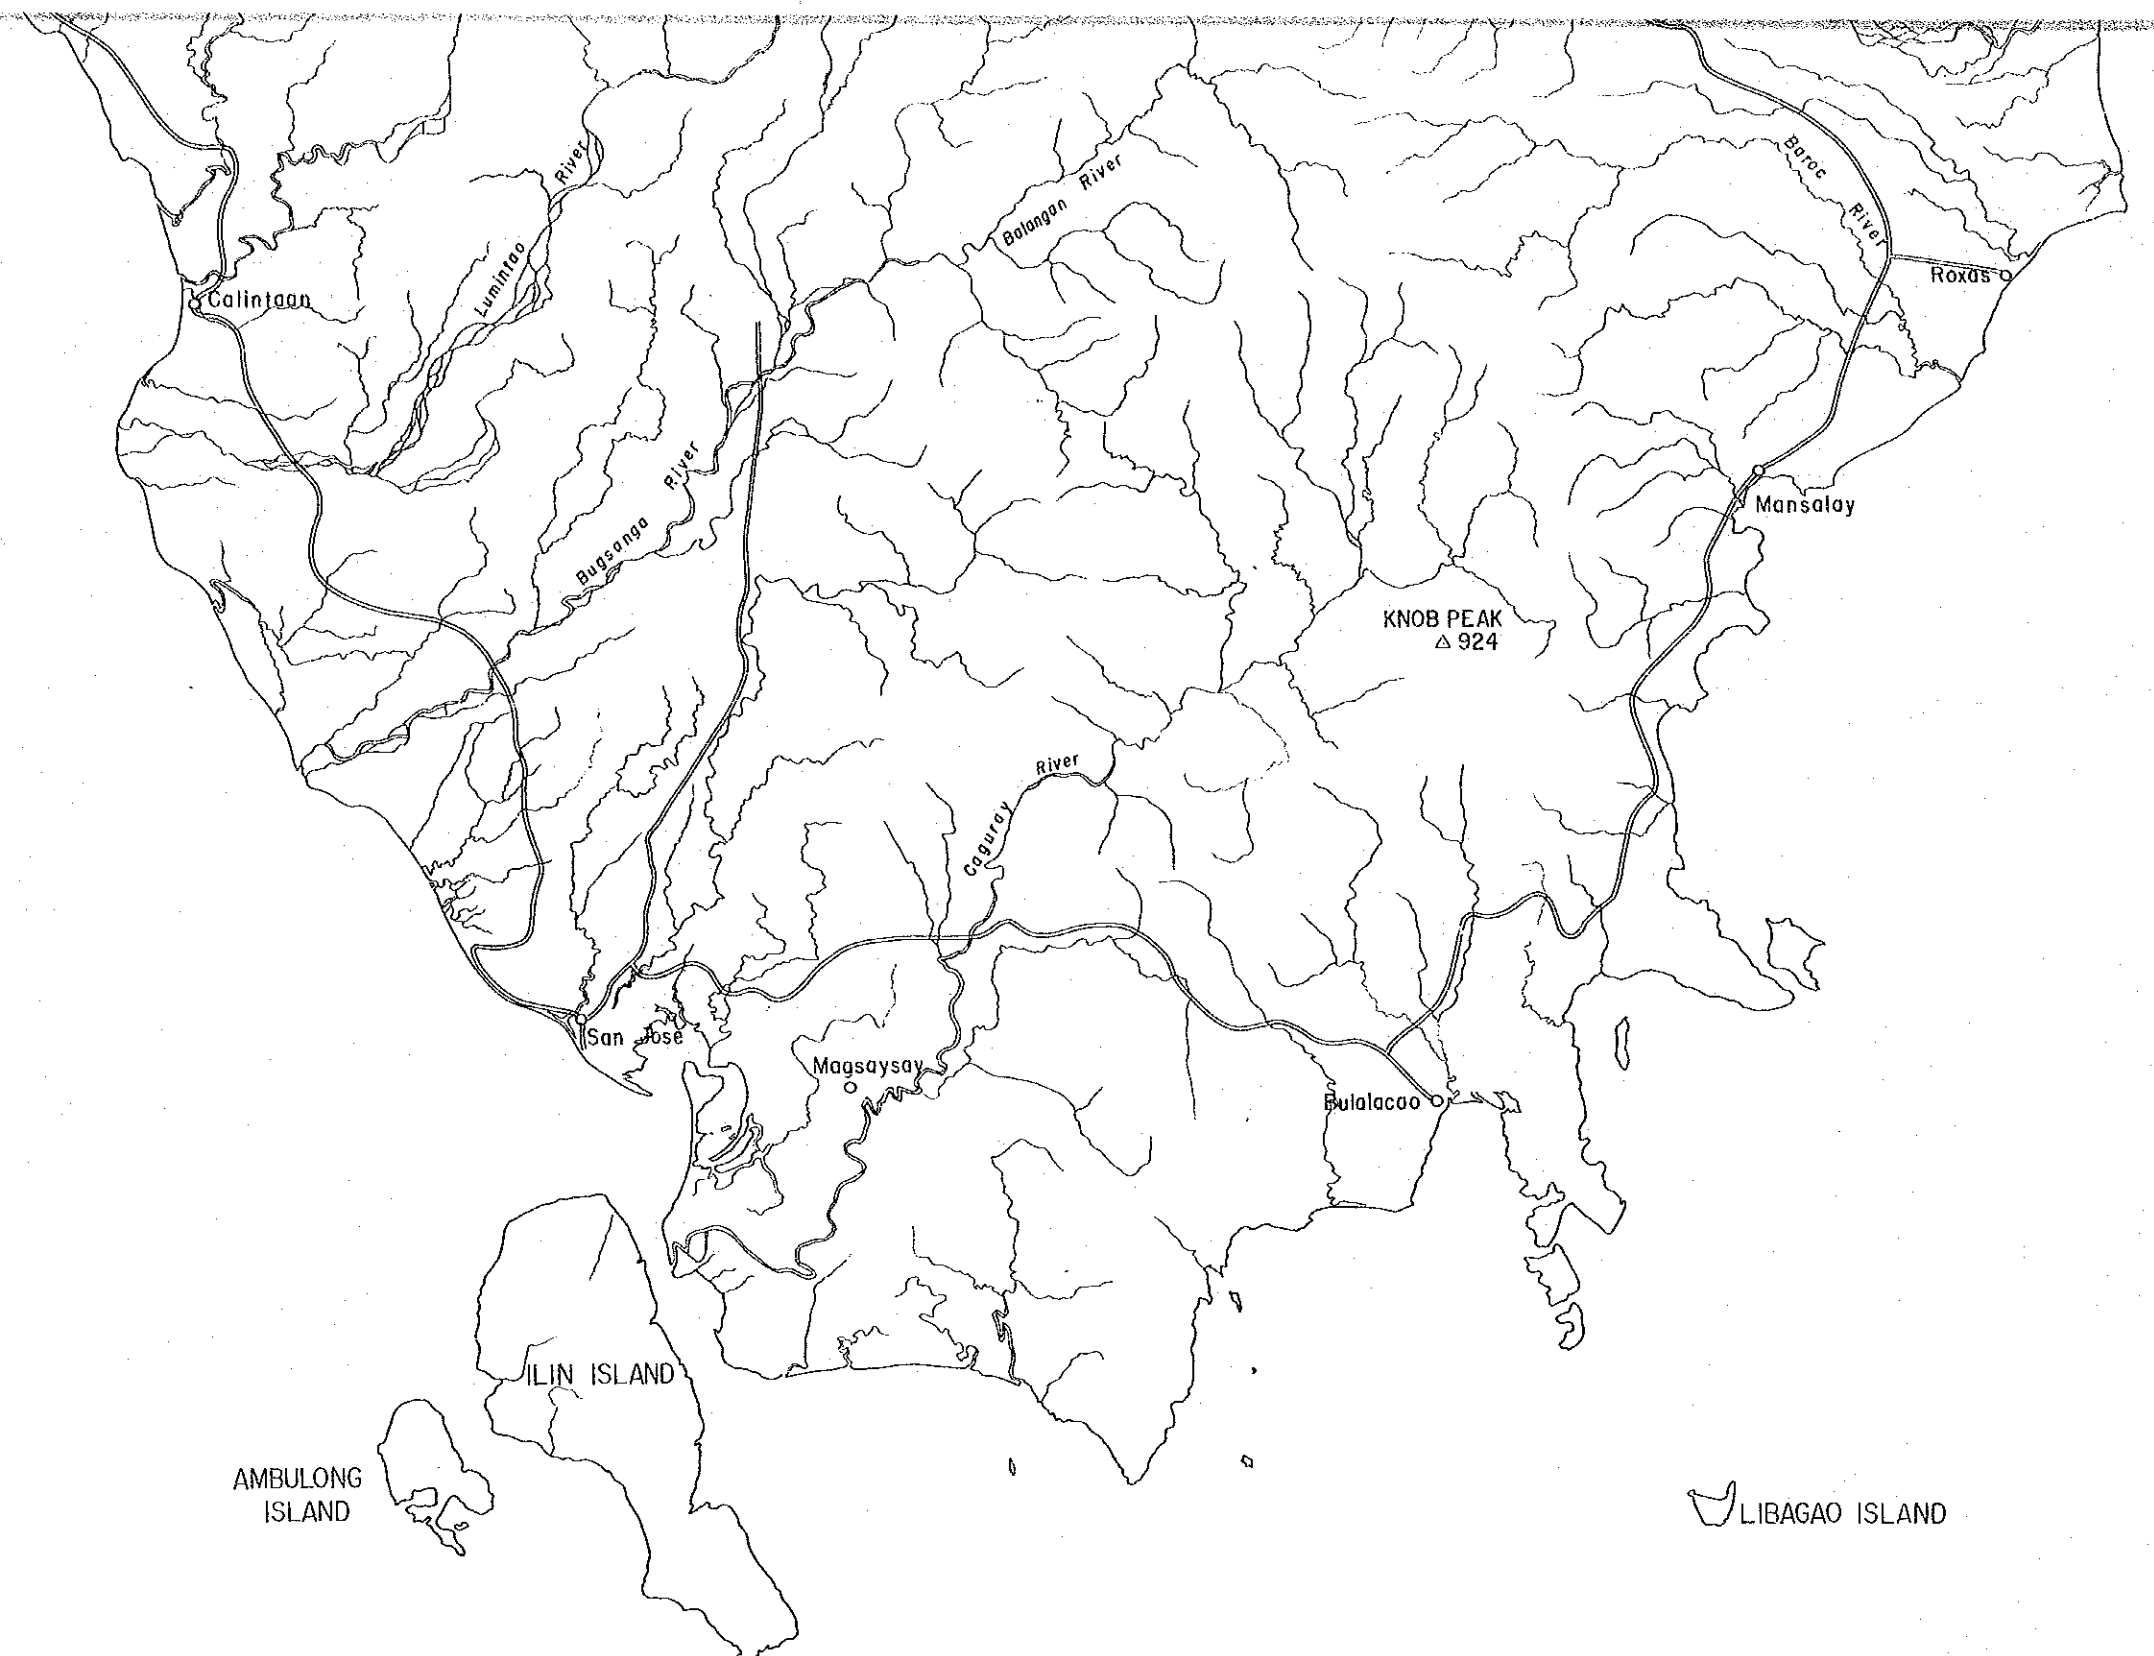 Baroc
River
River
Lumintao
Balangan River
Roxas
Calintaan
River
Bugsanga
Mansalay
KNOB PEAK
△ 924
River
Caguray
San Jose
Magsaysay
Bulalacao
ILIN ISLAND
AMBULONG
ISLAND
LIBAGAO ISLAND